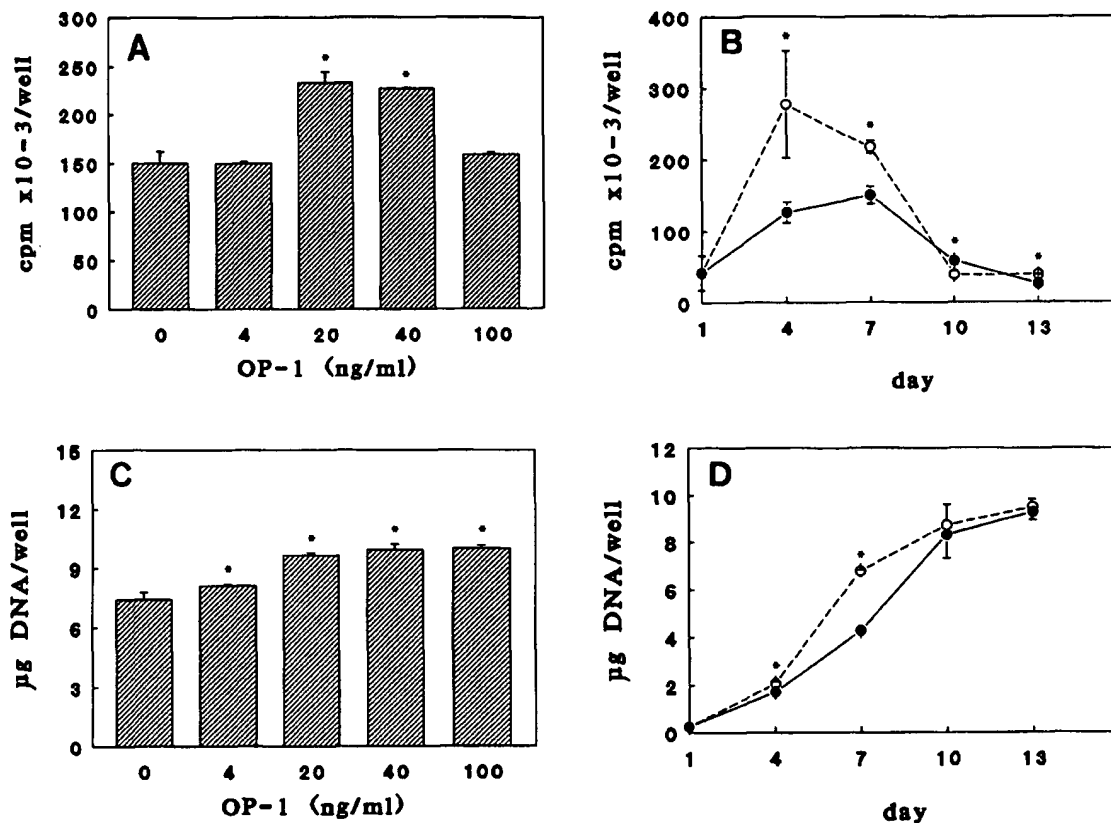 A
cpm x10-3/well
300
250
200
150
100
50
0
* *
0 4 20 40 100
OP-1 (ng/ml)
B
cpm x10-3/well
400
300
200
100
0
* * * *
1 4 7 10 13
day
C
µg DNA/well
15
12
9
6
3
0
* * * *
0 4 20 40 100
OP-1 (ng/ml)
D
µg DNA/well
12
10
8
6
4
2
0
* *
1 4 7 10 13
day